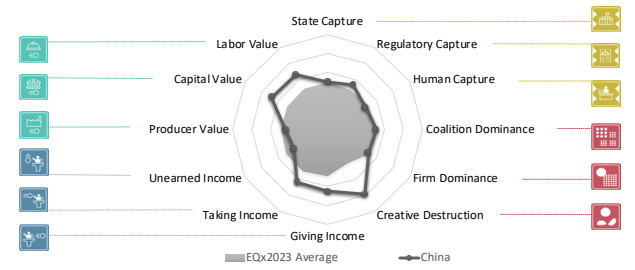 State Capture
Labor Value
Regulatory Capture
Capital Value
Human Capture
Producer Value
Coalition Dominance
Unearned Income
Firm Dominance
Taking Income
Creative Destruction
Giving Income
EQx2023 Average
China